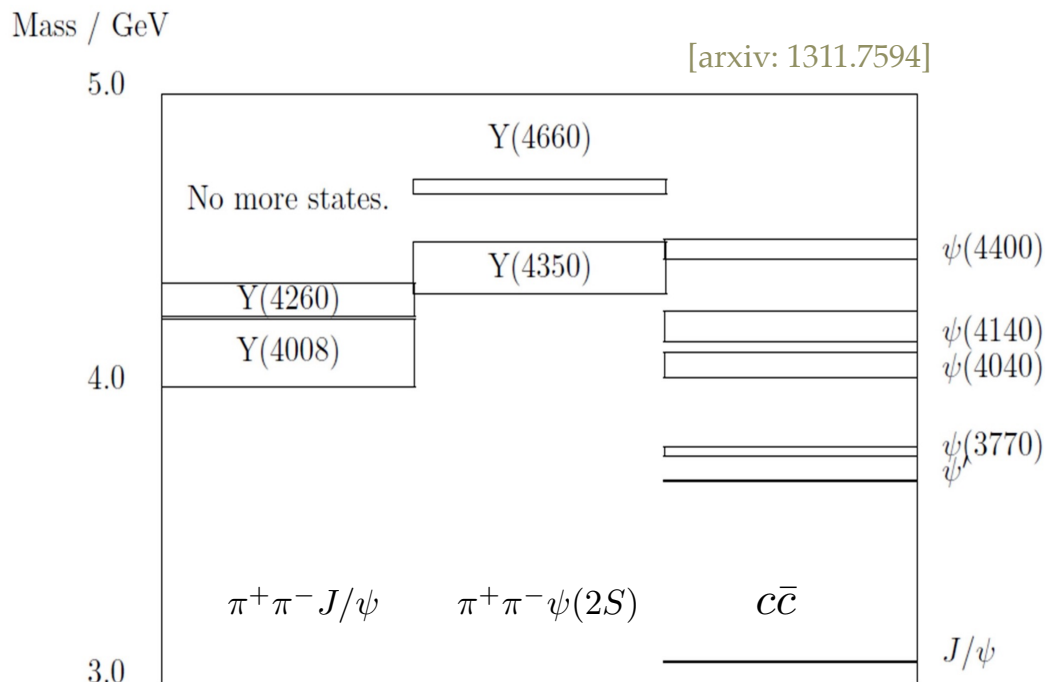 Mass / GeV
[arxiv: 1311.7594]
5.0
Y(4660)
No more states.
ψ(4400)
Y(4350)
Y(4260)
ψ(4140)
Y(4008)
ψ(4040)
4.0
ψ(3770)
ψ′
π⁺π⁻J/ψ π⁺π⁻ψ(2S) cc̄
J/ψ
3.0